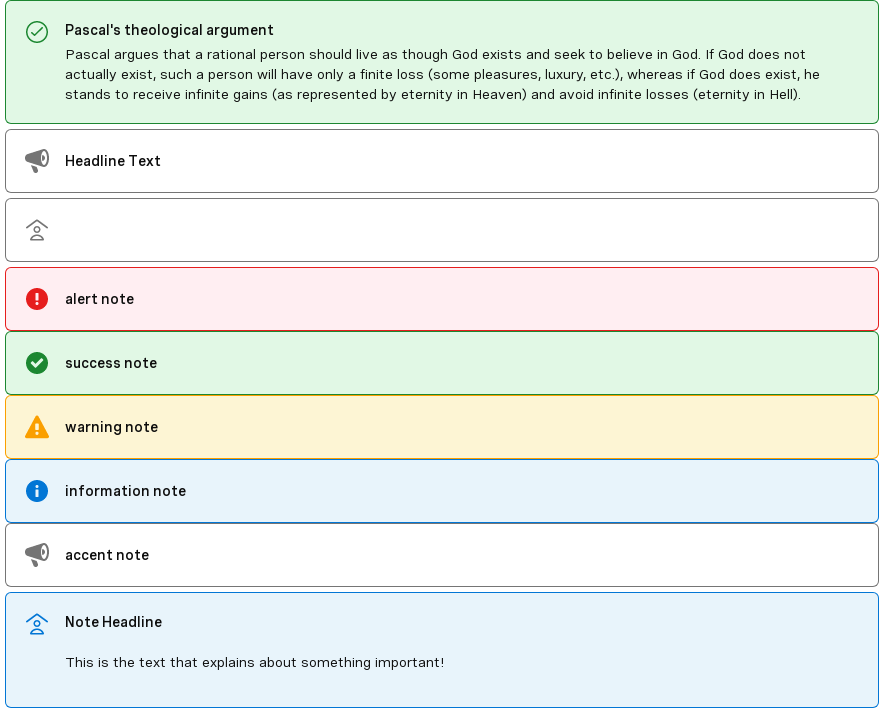 Pascal's theological argument
Pascal argues that a rational person should live as though God exists and seek to believe in God. If God does not
actually exist, such a person will have only a finite loss (some pleasures, luxury, etc.), whereas if God does exist, he
stands to receive infinite gains (as represented by eternity in Heaven) and avoid infinite losses (eternity in Hell).
Headline Text
alert note
success note
warning note
information note
accent note
Note Headline
This is the text that explains about something important!